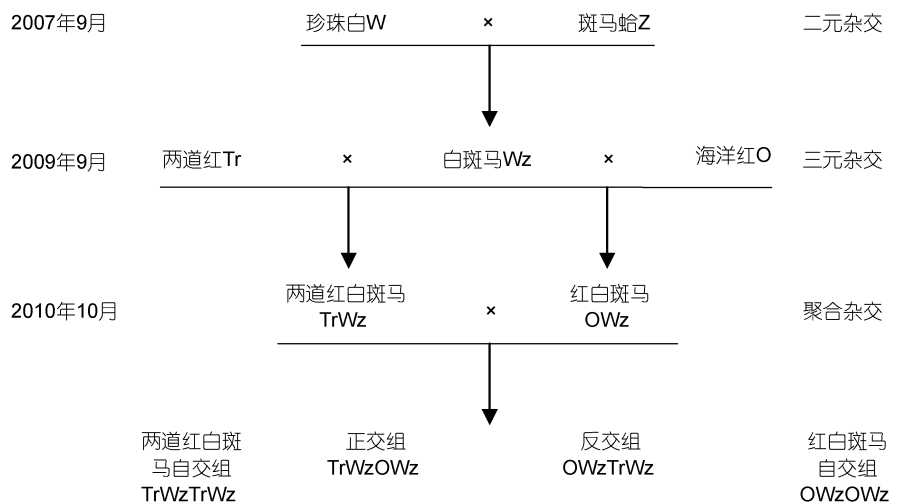 2007年9月 珍珠白W × 斑马蛤Z 二元杂交
2009年9月 两道红Tr × 白斑马Wz × 海洋红O 三元杂交
两道红白斑马 红白斑马
2010年10月 TrWz × OWz 聚合杂交
两道红白斑 正交组 反交组 红白斑马
马自交组 TrWzOWz OWzTrWz 自交组
TrWzTrWz OWzOWz